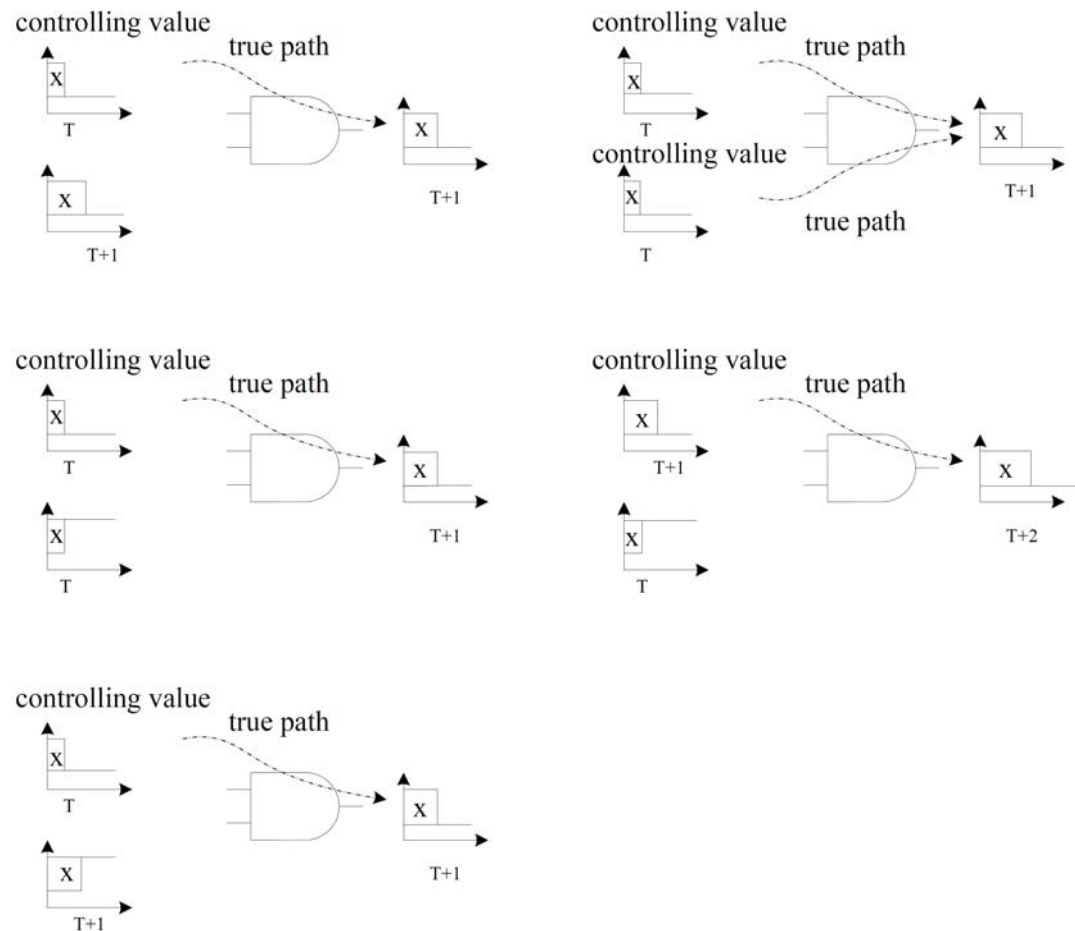 controlling value
true path
X
T
X
T+1
X
T+1
controlling value
true path
X
T
controlling value
X
T
true path
X
T+1
controlling value
true path
X
T
X
T
X
T+1
controlling value
true path
X
T+1
X
T
X
T+2
controlling value
true path
X
T
X
T+1
X
T+1